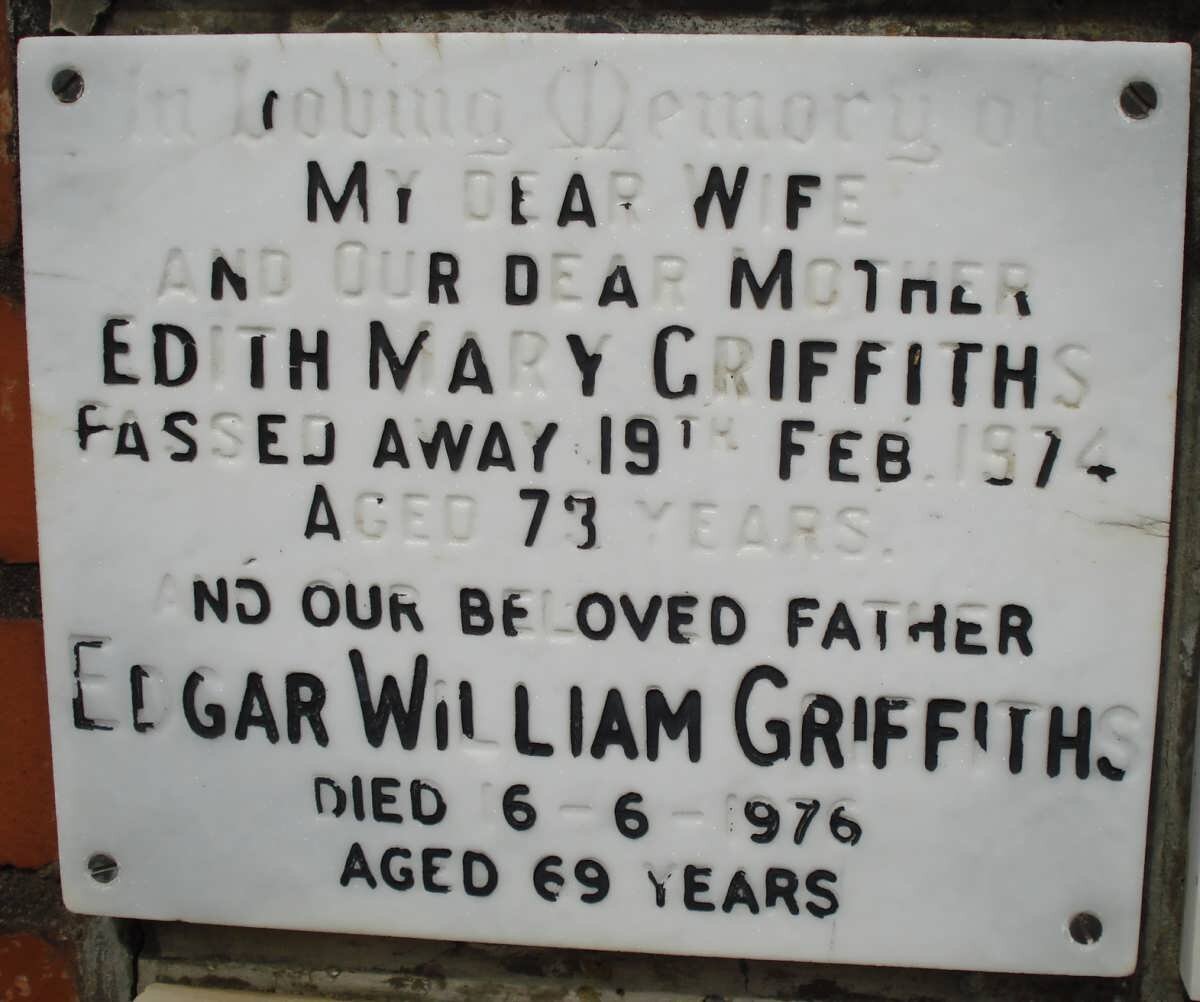 In Loving Memory of
MY DEAR WIFE
AND OUR DEAR MOTHER
EDITH MARY GRIFFITHS
PASSED AWAY 19TH FEB. 1974
AGED 73 YEARS.
AND OUR BELOVED FATHER
EDGAR WILLIAM GRIFFITHS
DIED 16-6-1976
AGED 69 YEARS